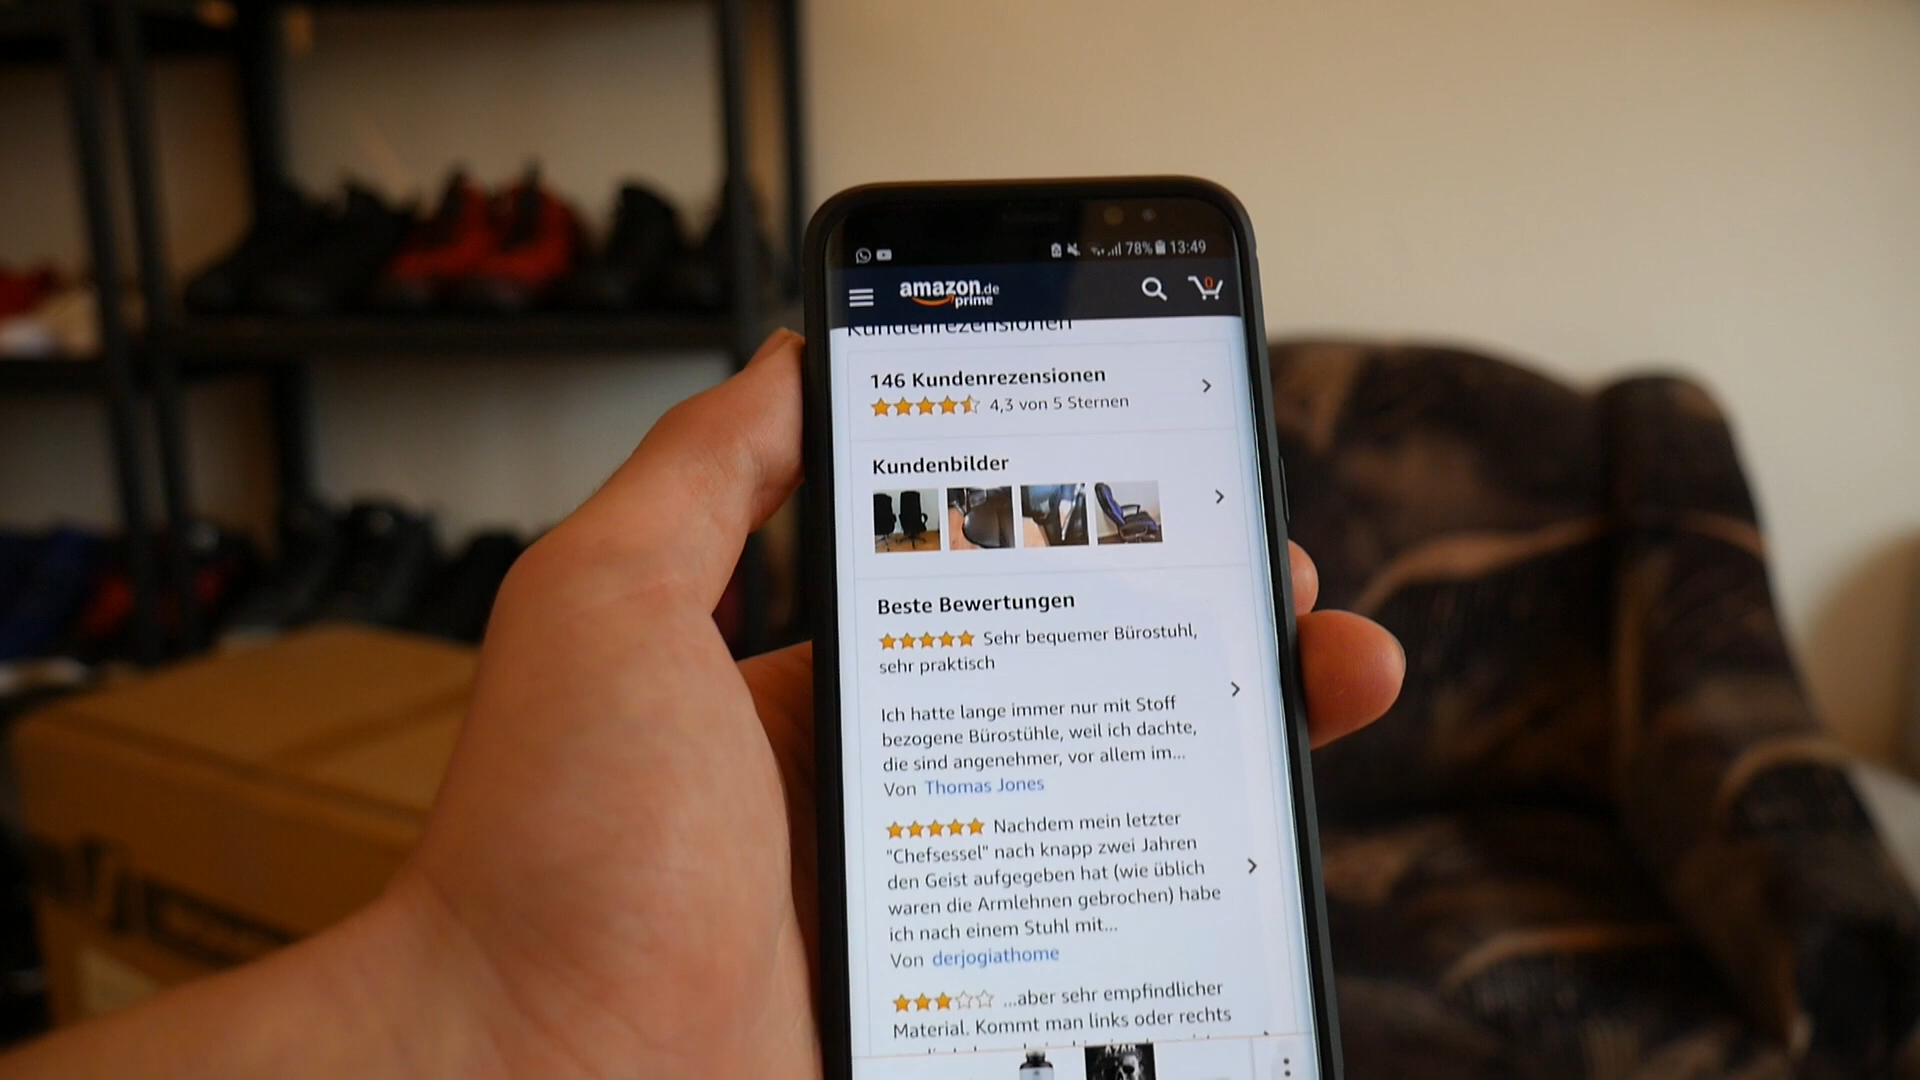 78% 13:49
amazon.de
prime
0
Kundenrezensionen
146 Kundenrezensionen
4,3 von 5 Sternen
Kundenbilder
Beste Bewertungen
Sehr bequemer Bürostuhl,
sehr praktisch
Ich hatte lange immer nur mit Stoff
bezogene Bürostühle, weil ich dachte,
die sind angenehmer, vor allem im...
Von Thomas Jones
Nachdem mein letzter
"Chefsessel" nach knapp zwei Jahren
den Geist aufgegeben hat (wie üblich
waren die Armlehnen gebrochen) habe
ich nach einem Stuhl mit...
Von derjogiathome
...aber sehr empfindlicher
Material. Kommt man links oder rechts